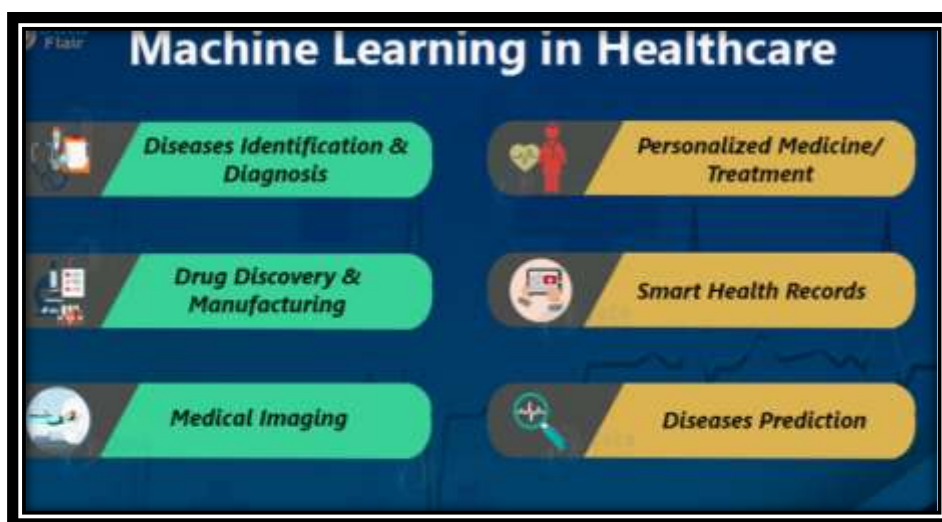 Flair
Machine Learning in Healthcare
Diseases Identification &
Diagnosis
Personalized Medicine/
Treatment
Drug Discovery &
Manufacturing
Smart Health Records
Medical Imaging
Diseases Prediction